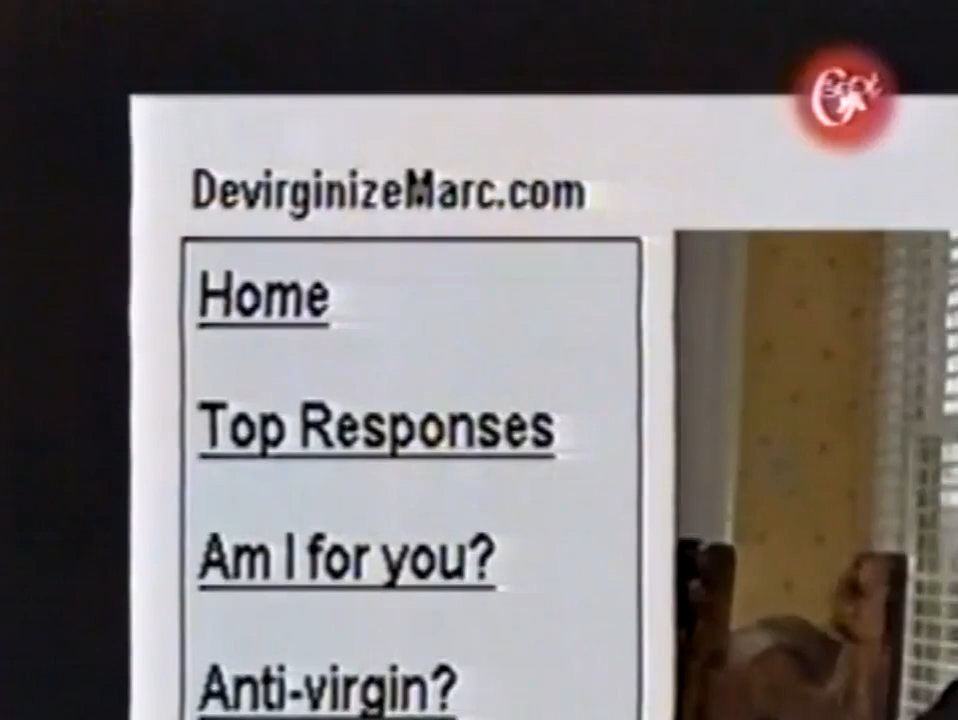 DevirginizeMarc.com
Home
Top Responses
Am I for you?
Anti-virgin?